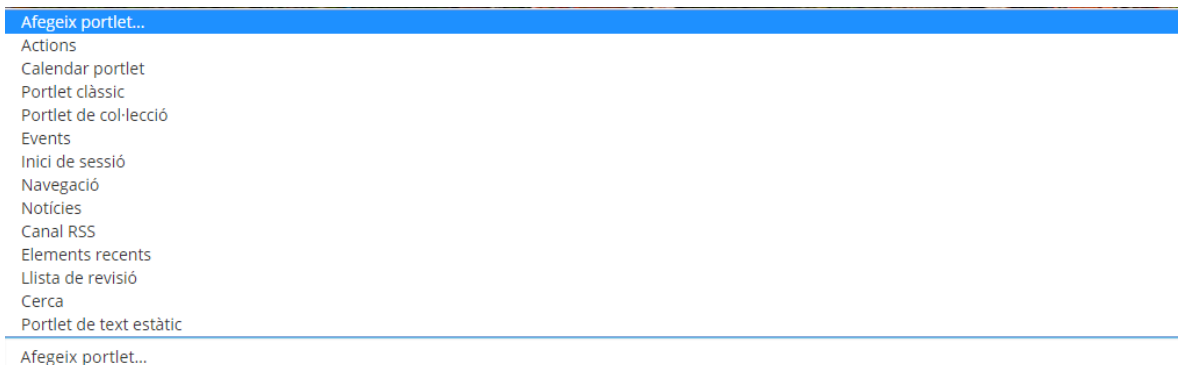 Afegeix portlet...
Actions
Calendar portlet
Portlet clàssic
Portlet de col·lecció
Events
Inici de sessió
Navegació
Notícies
Canal RSS
Elements recents
Llista de revisió
Cerca
Portlet de text estàtic
Afegeix portlet...